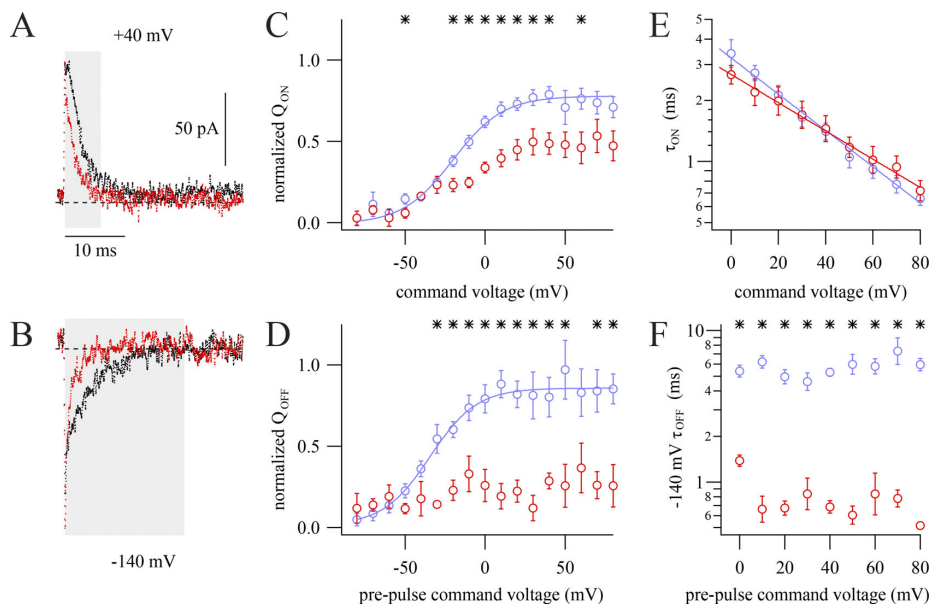 A
+40 mV
50 pA
10 ms
B
-140 mV
C
* * * * * * * * *
normalized Q_ON
1.0
0.5
0.0
-50 0 50
command voltage (mV)
D
* * * * * * * * * * *
normalized Q_OFF
1.0
0.5
0.0
-50 0 50
pre-pulse command voltage (mV)
E
τ_ON (ms)
5
4
3
2
1
9
8
7
6
5
0 20 40 60 80
command voltage (mV)
F
* * * * * * * * *
-140 mV τ_OFF (ms)
10
8
6
4
2
1
8
6
0 20 40 60 80
pre-pulse command voltage (mV)